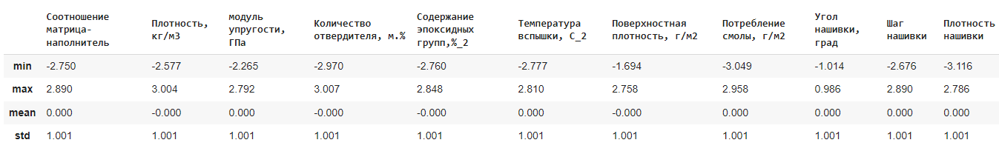 Соотношение матрица-наполнитель Плотность, кг/м3 модуль упругости, ГПа Количество отвердителя, м.% Содержание эпоксидных групп,%_2 Температура вспышки, С_2 Поверхностная плотность, г/м2 Потребление смолы, г/м2 Угол нашивки, град Шаг нашивки Плотность нашивки
min -2.750 -2.577 -2.265 -2.970 -2.760 -2.777 -1.694 -3.049 -1.014 -2.676 -3.116
max 2.890 3.004 2.792 3.007 2.848 2.810 2.758 2.958 0.986 2.890 2.786
mean 0.000 -0.000 0.000 -0.000 -0.000 0.000 -0.000 0.000 0.000 0.000 0.000
std 1.001 1.001 1.001 1.001 1.001 1.001 1.001 1.001 1.001 1.001 1.001